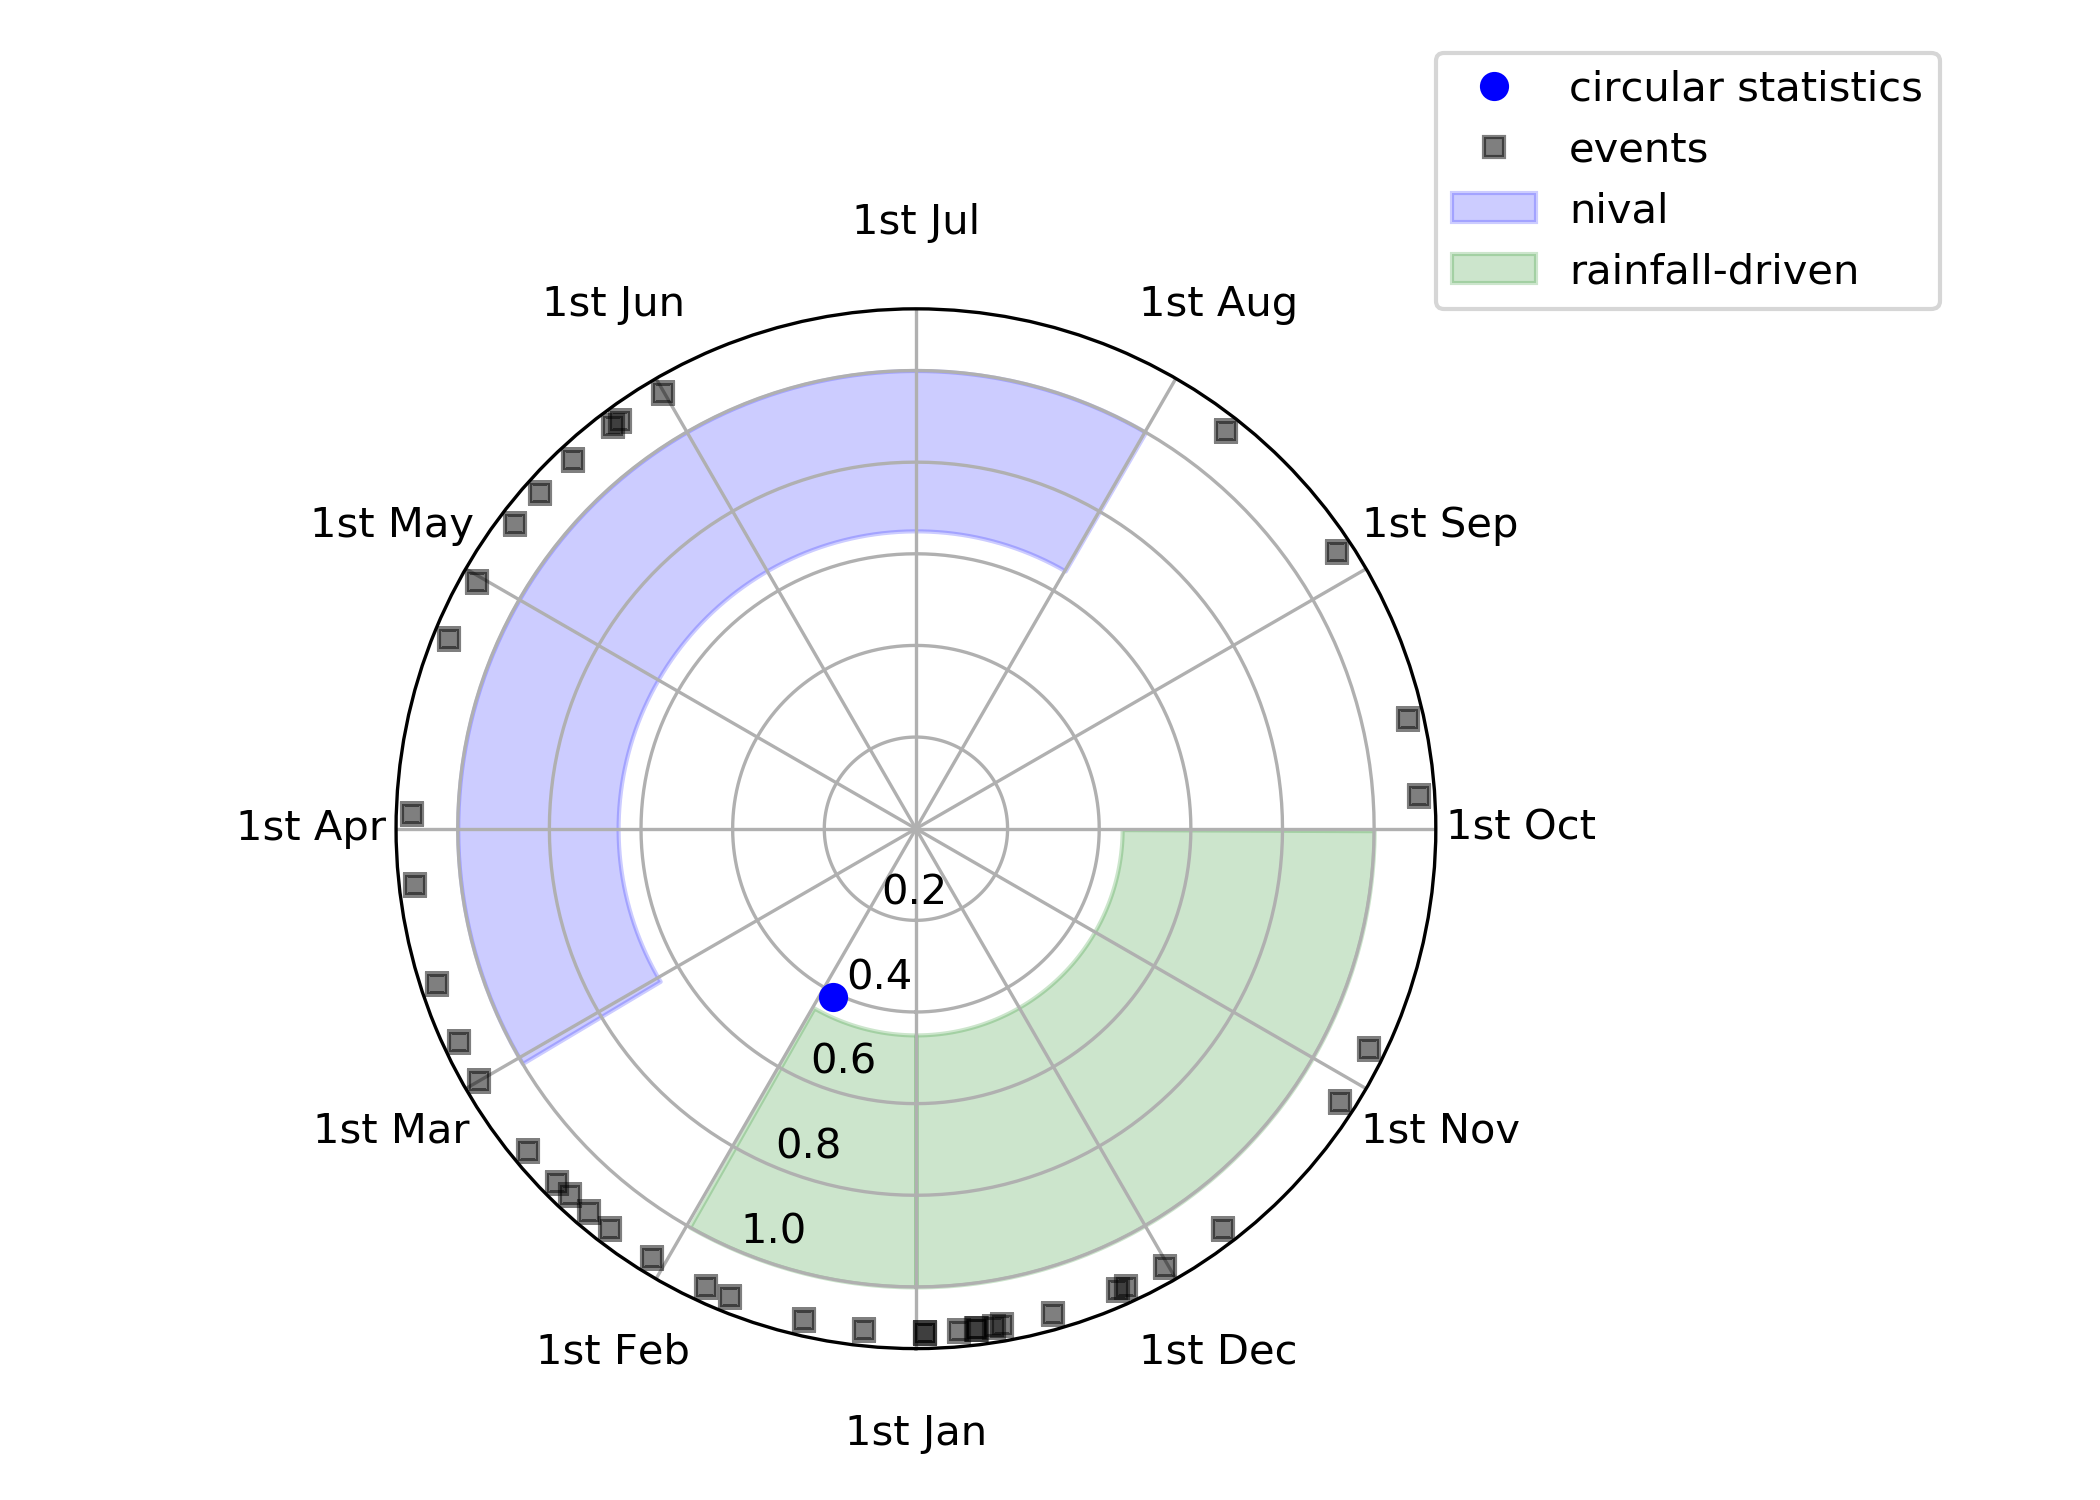 circular statistics
events
nival
rainfall-driven
1st Jul
1st Jun
1st Aug
1st May
1st Sep
1st Apr
1st Oct
0.2
0.4
0.6
1st Mar
1st Nov
0.8
1.0
1st Feb
1st Dec
1st Jan